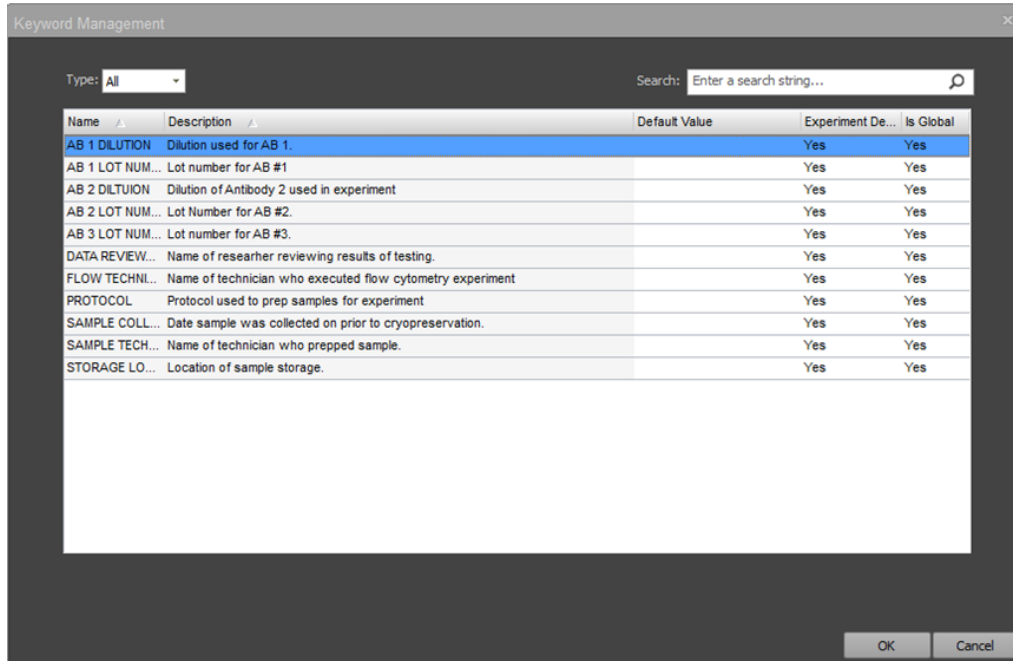 Keyword Management
Type: All Search: Enter a search string...
Name Description Default Value Experiment De... Is Global
AB 1 DILUTION Dilution used for AB 1. Yes Yes
AB 1 LOT NUM... Lot number for AB #1 Yes Yes
AB 2 DILTUION Dilution of Antibody 2 used in experiment Yes Yes
AB 2 LOT NUM... Lot Number for AB #2. Yes Yes
AB 3 LOT NUM... Lot number for AB #3. Yes Yes
DATA REVIEW... Name of researher reviewing results of testing. Yes Yes
FLOW TECHNI... Name of technician who executed flow cytometry experiment Yes Yes
PROTOCOL Protocol used to prep samples for experiment Yes Yes
SAMPLE COLL... Date sample was collected on prior to cryopreservation. Yes Yes
SAMPLE TECH... Name of technician who prepped sample. Yes Yes
STORAGE LO... Location of sample storage. Yes Yes
OK Cancel